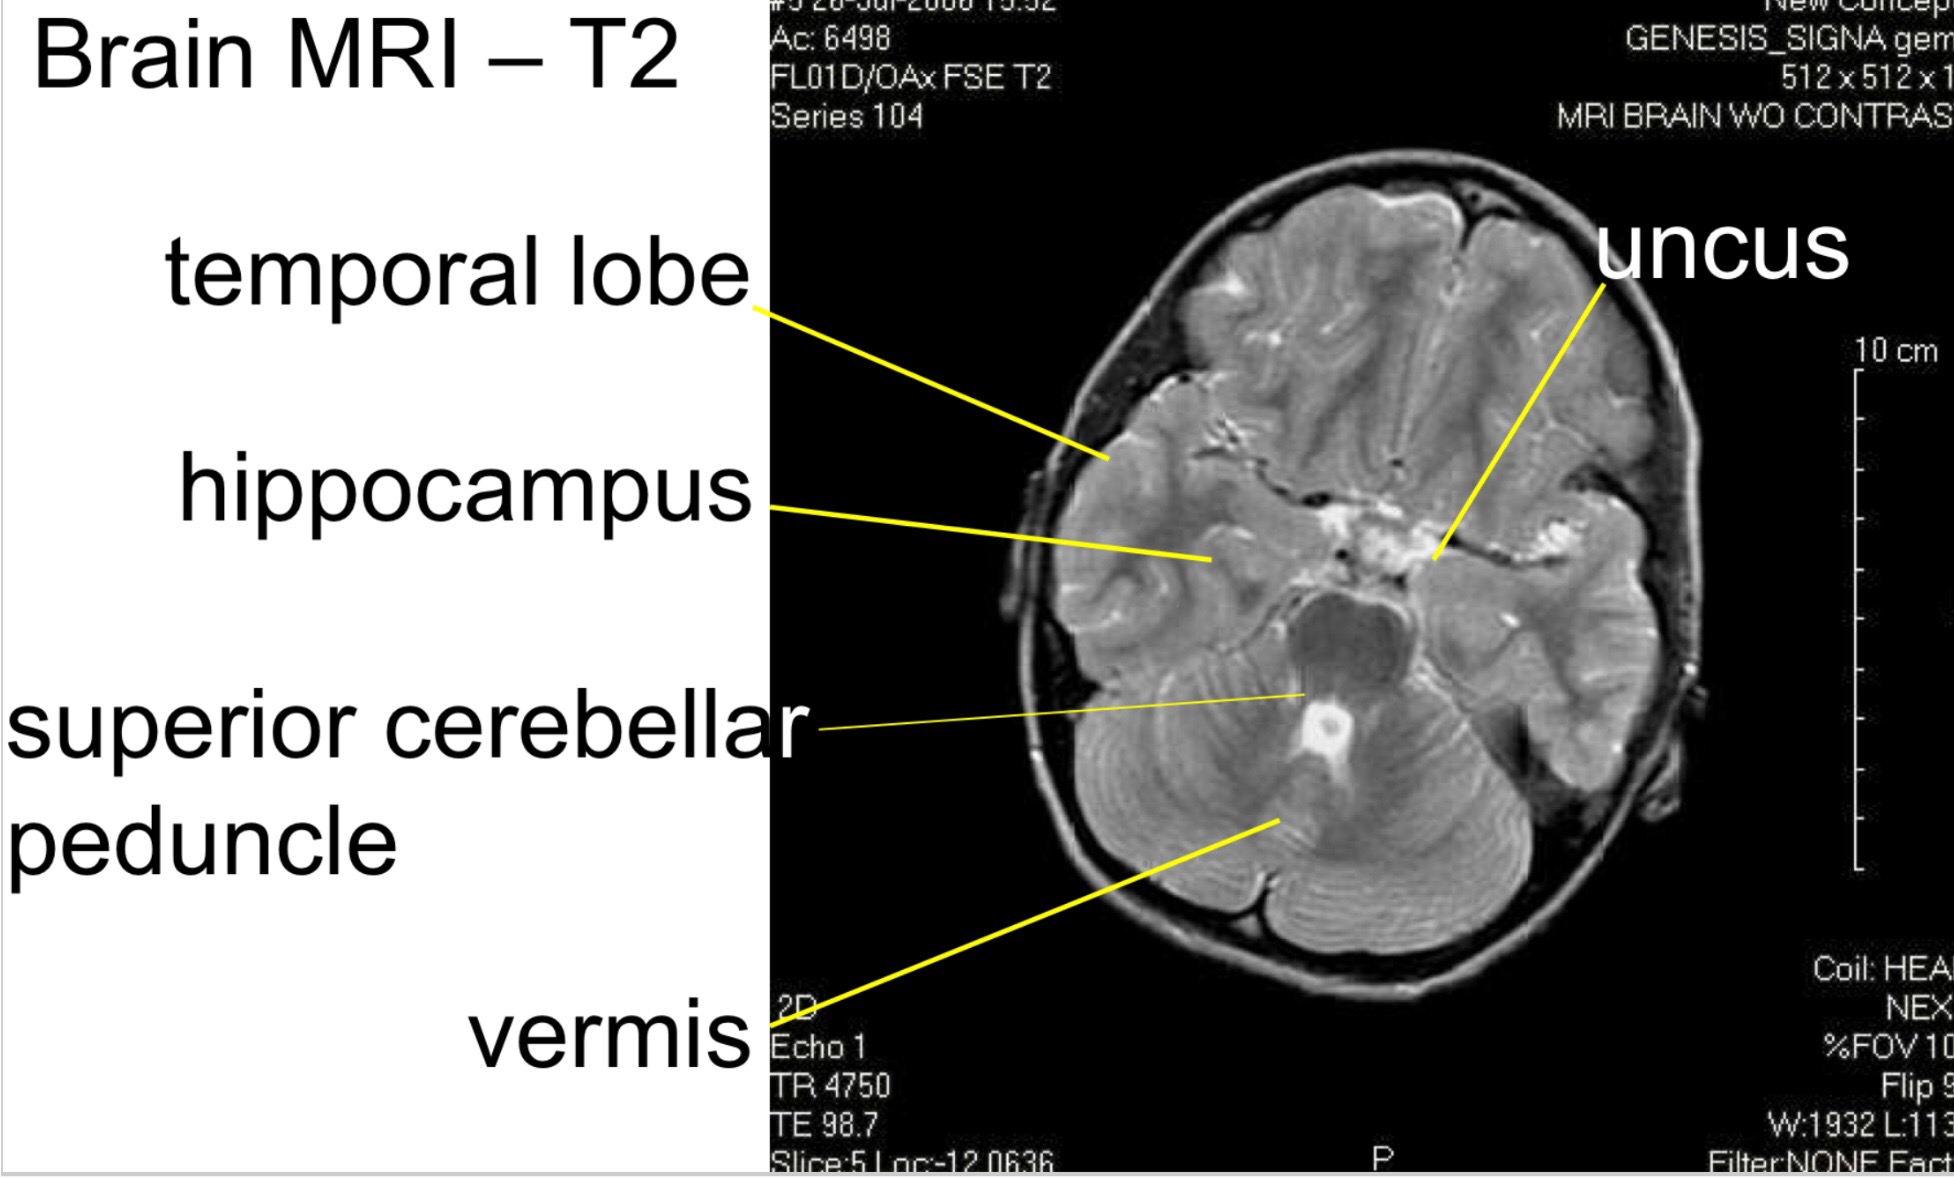 Brain MRI – T2
temporal lobe
hippocampus
superior cerebellar
peduncle
vermis
uncus
Ac: 6498
FL01D/OAx FSE T2
Series 104
GENESIS_SIGNA gem
512 x 512 x 1
MRI BRAIN WO CONTRAS
10 cm
2D
Echo 1
TR 4750
TE 98.7
Slice:5 Loc:-12.0636
P
Coil: HEA
NEX
%FOV 10
Flip 9
W:1932 L:113
Filter:NONE Fact